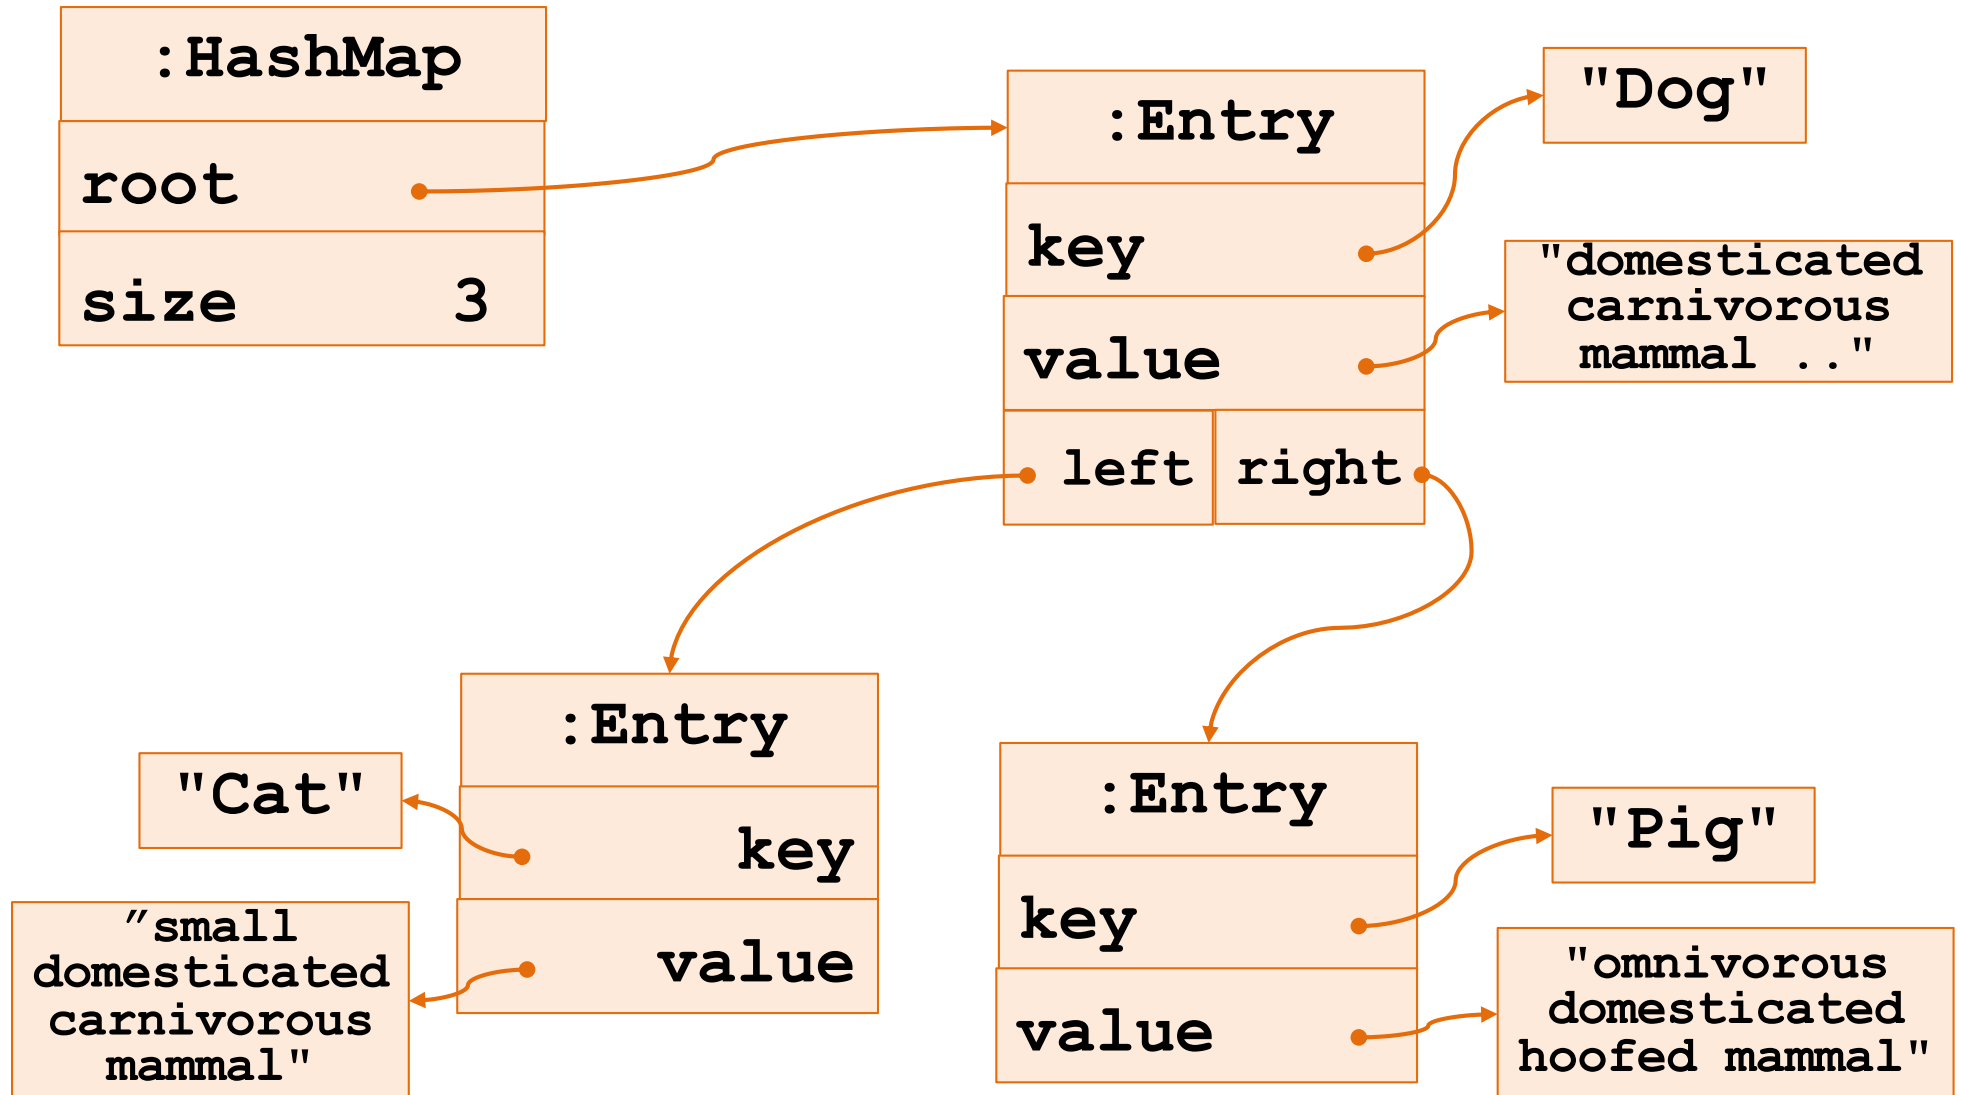 :HashMap
root
size 3
:Entry
key
value
left right
"Dog"
"domesticated
carnivorous
mammal .."
:Entry
key
value
"Cat"
″small
domesticated
carnivorous
mammal"
:Entry
key
value
"Pig"
"omnivorous
domesticated
hoofed mammal"